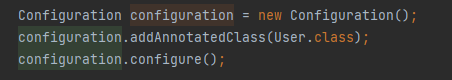 Configuration configuration = new Configuration();
configuration.addAnnotatedClass(User.class);
configuration.configure();